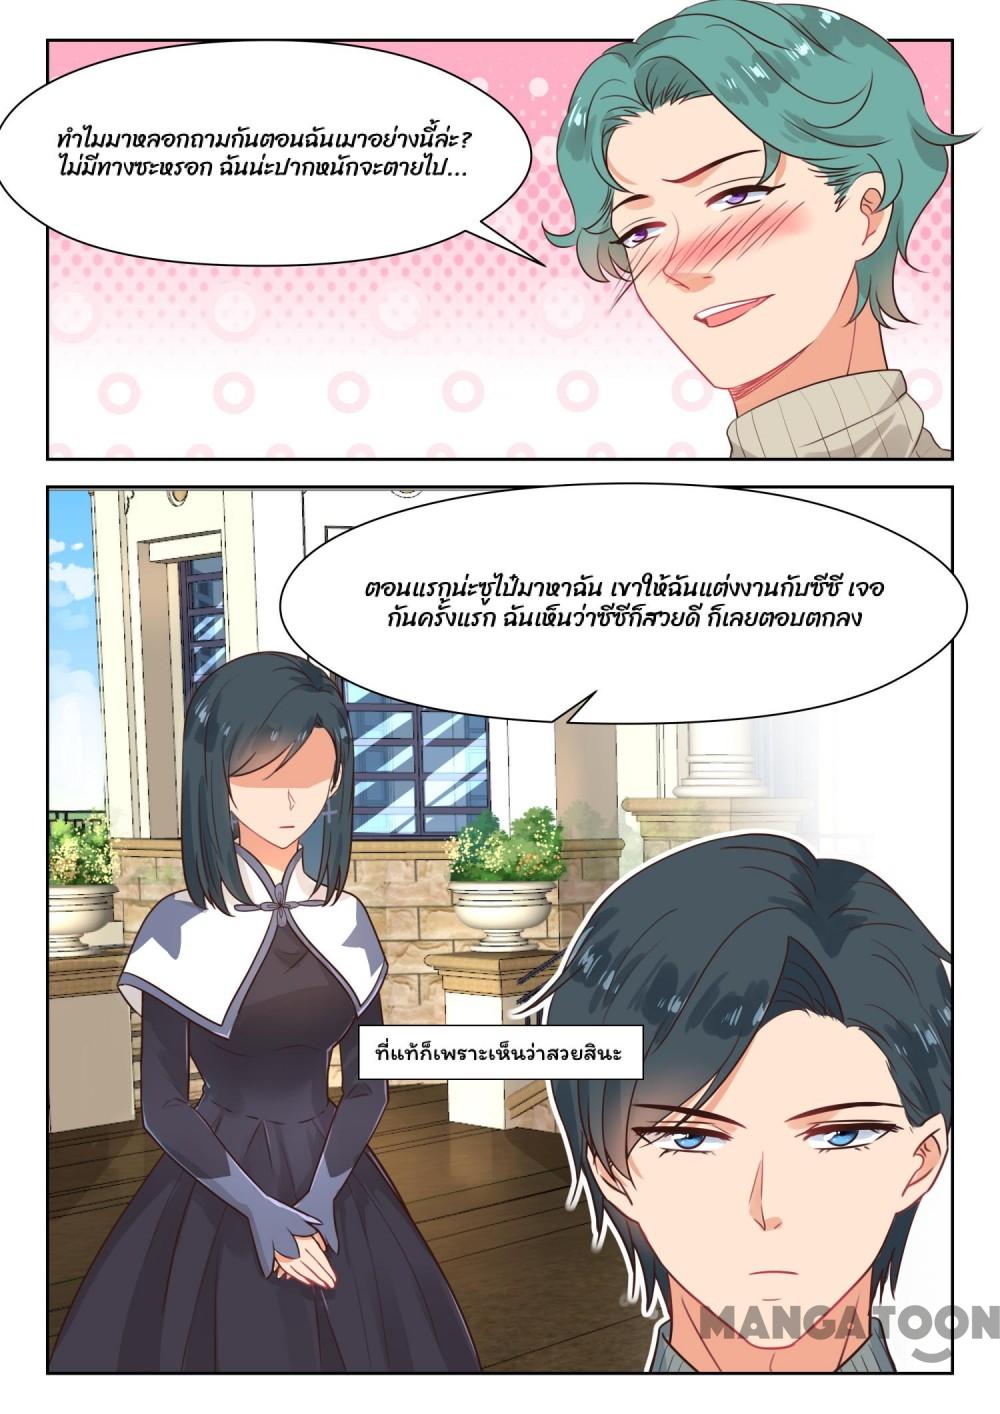 ทำไมมาหลอกถามกันตอนฉันเมาอย่างนี้ล่ะ?
ไม่มีทางซะหรอก ฉันน่ะปากหนักจะตายไป...
ตอนแรกน่ะซูไป๋มาหาฉัน เขาให้ฉันแต่งงานกับซีซี เจอ
กันครั้งแรก ฉันเห็นว่าซีซีก็สวยดี ก็เลยตอบตกลง
ที่แท้ก็เพราะเห็นว่าสวยสินะ
MANGATOON